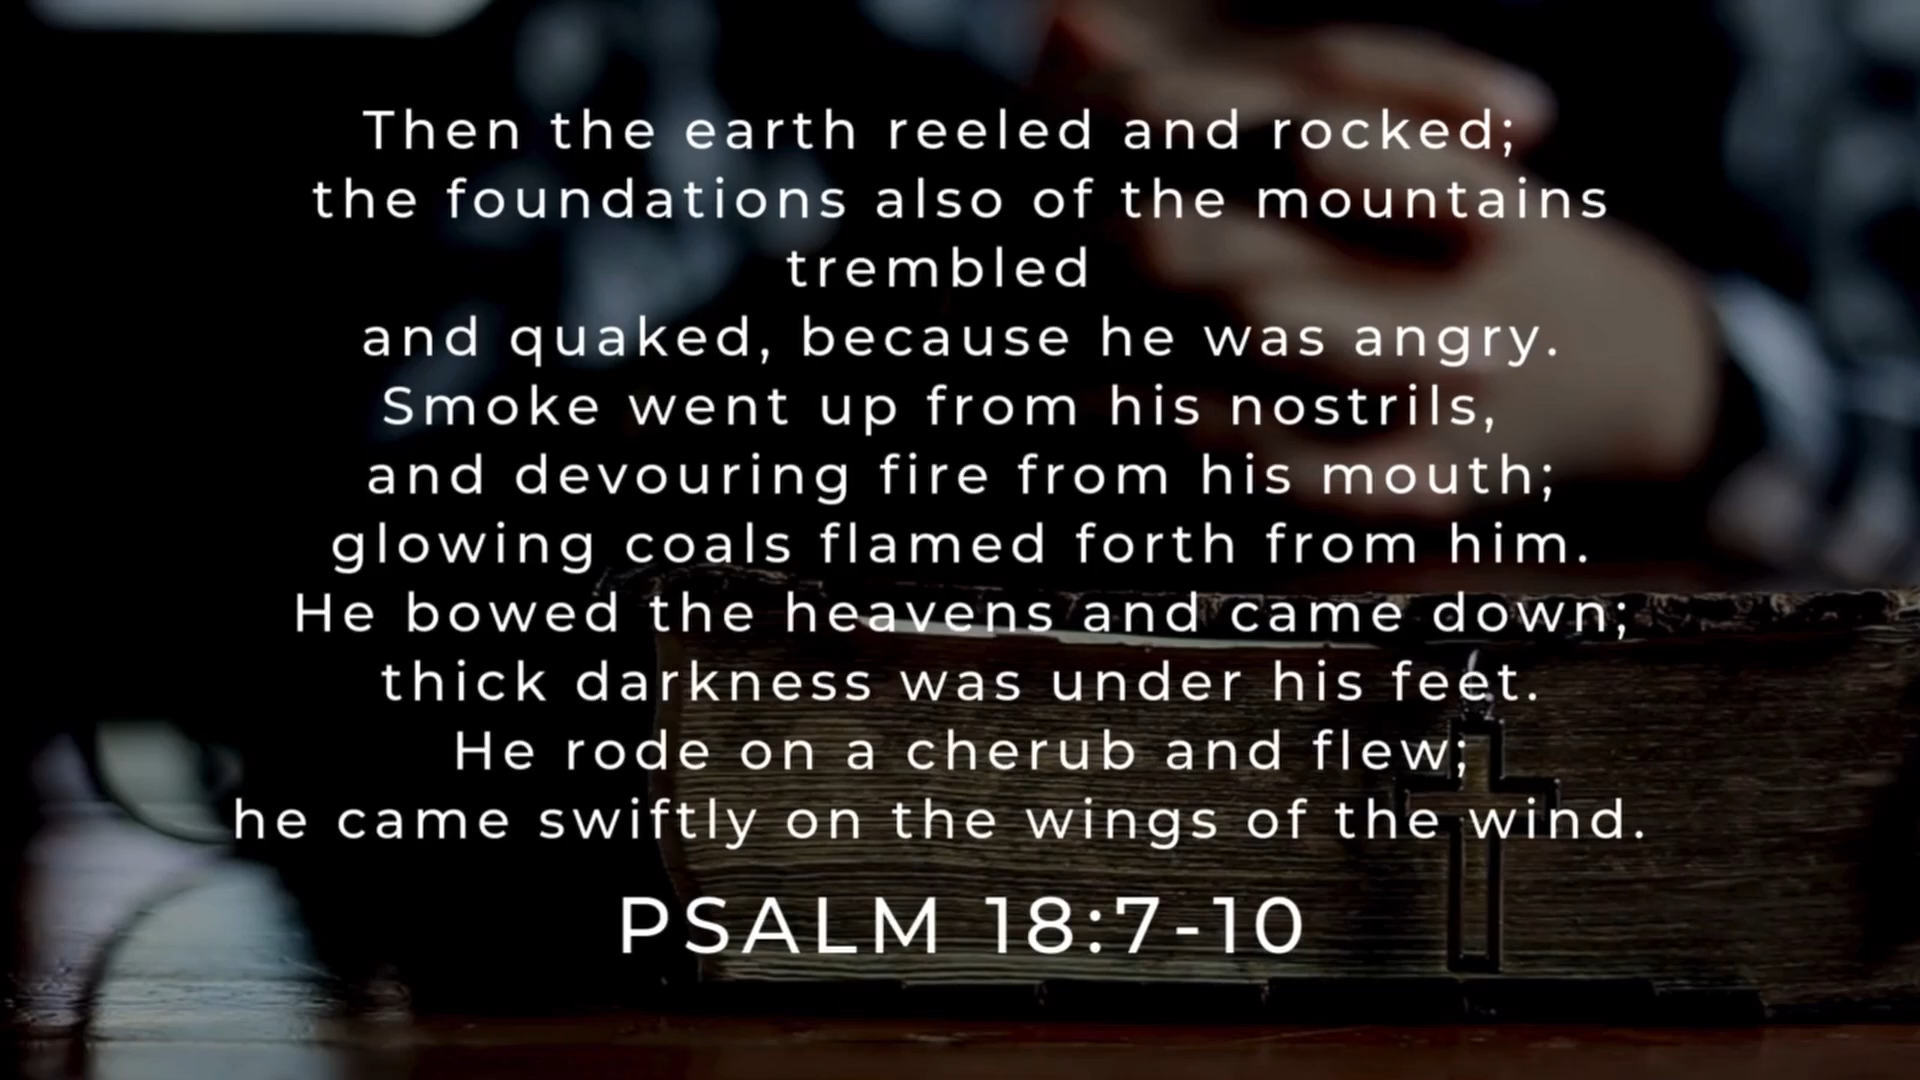 Then the earth reeled and rocked;
the foundations also of the mountains
trembled
and quaked, because he was angry.
Smoke went up from his nostrils,
and devouring fire from his mouth;
glowing coals flamed forth from him.
He bowed the heavens and came down;
thick darkness was under his feet.
He rode on a cherub and flew;
he came swiftly on the wings of the wind.
PSALM 18:7-10